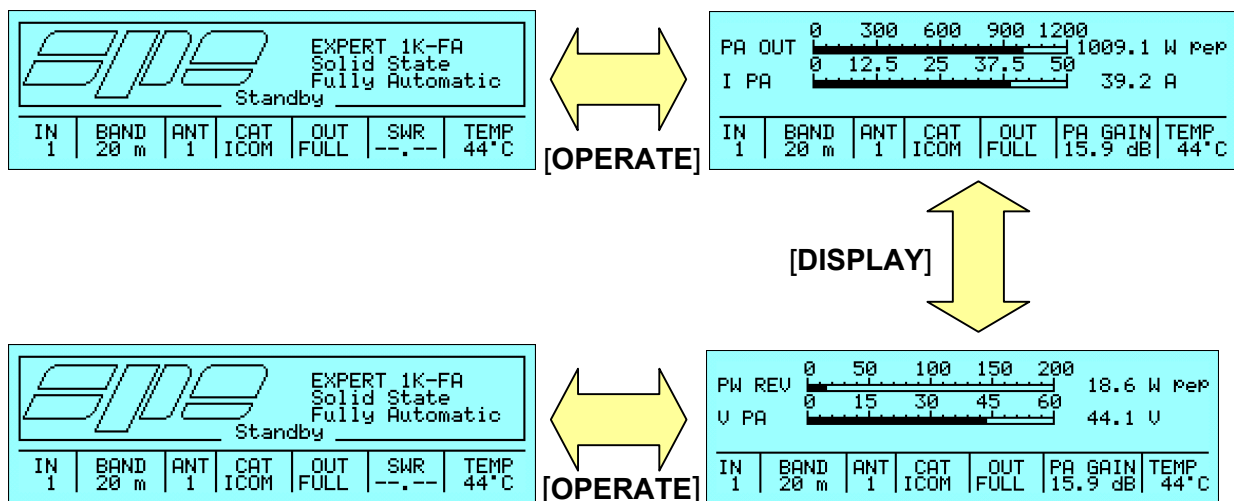 EXPERT 1K-FA
Solid State
Fully Automatic
Standby
IN BAND ANT CAT OUT SWR TEMP
1 20 m 1 ICOM FULL --.-- 44°C
[OPERATE]
0 300 600 900 1200
PA OUT 1009.1 W pep
0 12.5 25 37.5 50
I PA 39.2 A
IN BAND ANT CAT OUT PA GAIN TEMP
1 20 m 1 ICOM FULL 15.9 dB 44°C
[DISPLAY]
EXPERT 1K-FA
Solid State
Fully Automatic
Standby
IN BAND ANT CAT OUT SWR TEMP
1 20 m 1 ICOM FULL --.-- 44°C
[OPERATE]
0 50 100 150 200
PW REV 18.6 W pep
0 15 30 45 60
V PA 44.1 V
IN BAND ANT CAT OUT PA GAIN TEMP
1 20 m 1 ICOM FULL 15.9 dB 44°C